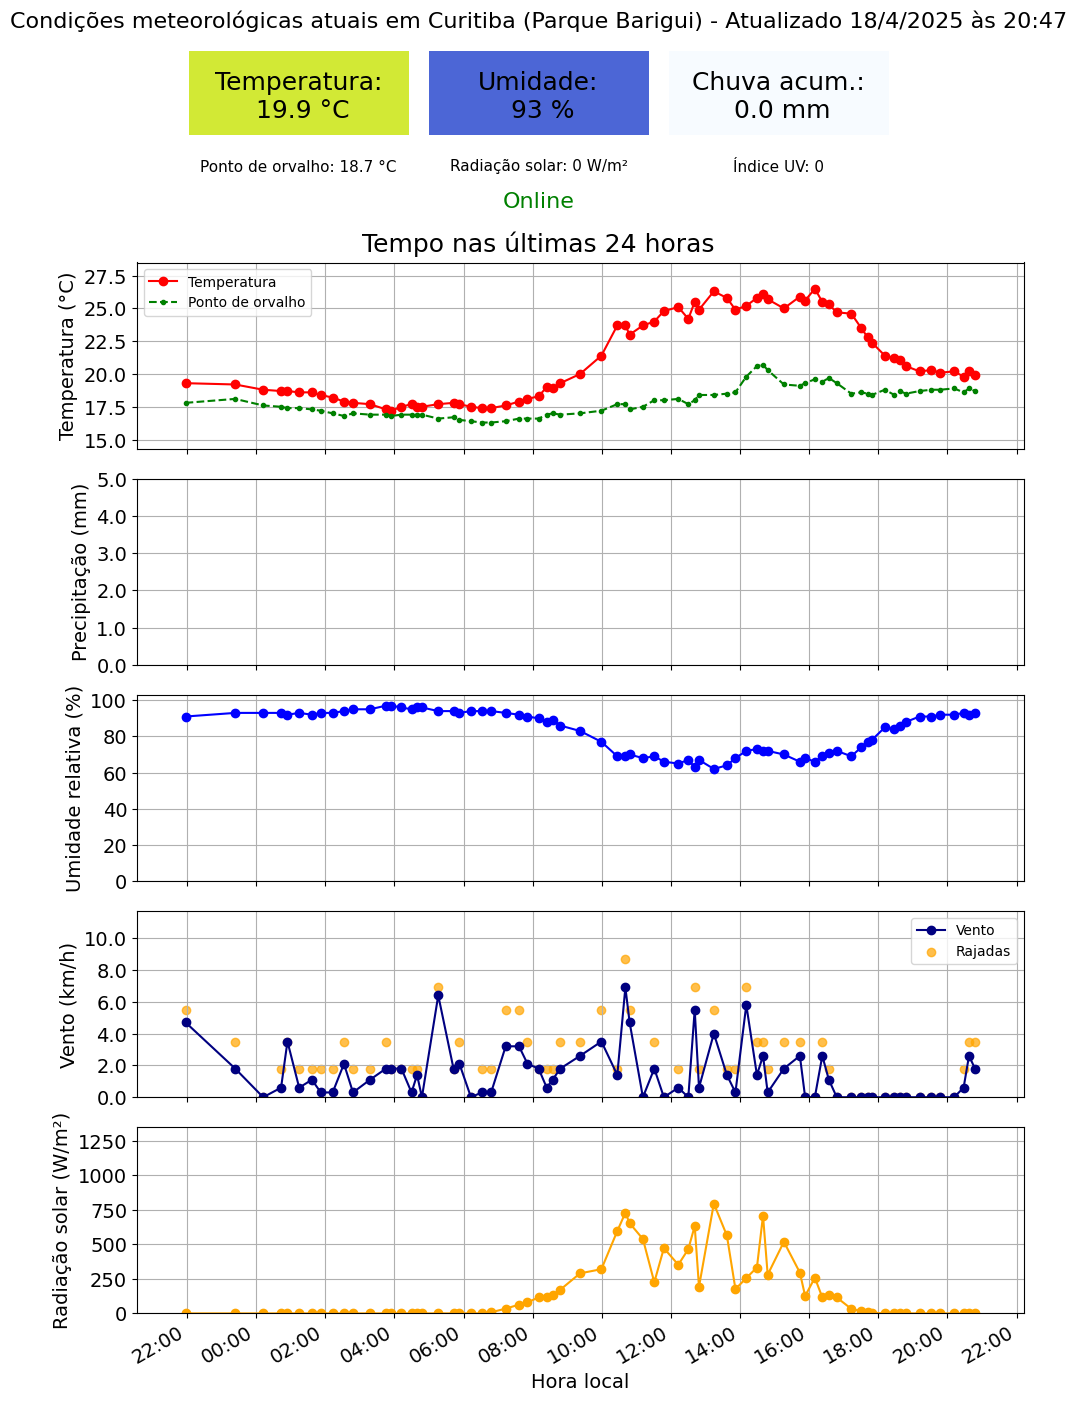 Condições meteorológicas atuais em Curitiba (Parque Barigui) - Atualizado 18/4/2025 às 20:47
Temperatura:
19.9 °C
Umidade:
93 %
Chuva acum.:
0.0 mm
Ponto de orvalho: 18.7 °C
Radiação solar: 0 W/m²
Índice UV: 0
Online
Tempo nas últimas 24 horas
Temperatura (°C)
27.5
25.0
22.5
20.0
17.5
15.0
Temperatura
Ponto de orvalho
Precipitação (mm)
5.0
4.0
3.0
2.0
1.0
0.0
Umidade relativa (%)
100
80
60
40
20
0
Vento (km/h)
10.0
8.0
6.0
4.0
2.0
0.0
Vento
Rajadas
Radiação solar (W/m²)
1250
1000
750
500
250
0
22:00
00:00
02:00
04:00
06:00
08:00
10:00
12:00
14:00
16:00
18:00
20:00
22:00
Hora local